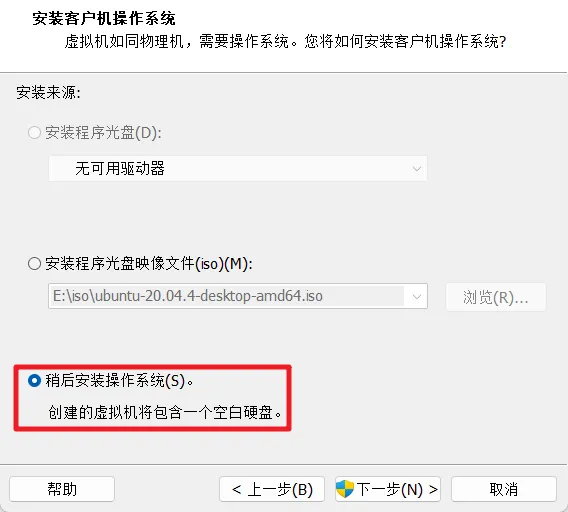 安装客户机操作系统
虚拟机如同物理机，需要操作系统。您将如何安装客户机操作系统?
安装来源:
安装程序光盘(D):
无可用驱动器
安装程序光盘映像文件(iso)(M):
E:\iso\ubuntu-20.04.4-desktop-amd64.iso
浏览(R)...
稍后安装操作系统(S)。
创建的虚拟机将包含一个空白硬盘。
帮助
< 上一步(B)
下一步(N) >
取消